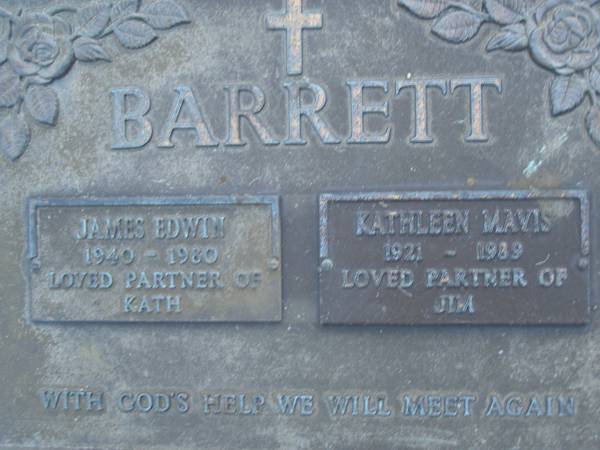 BARRETT
JAMES EDWIN
1940 - 1980
LOVED PARTNER OF
KATH
KATHLEEN MAVIS
1921 - 1989
LOVED PARTNER OF
JIM
WITH GOD'S HELP WE WILL MEET AGAIN